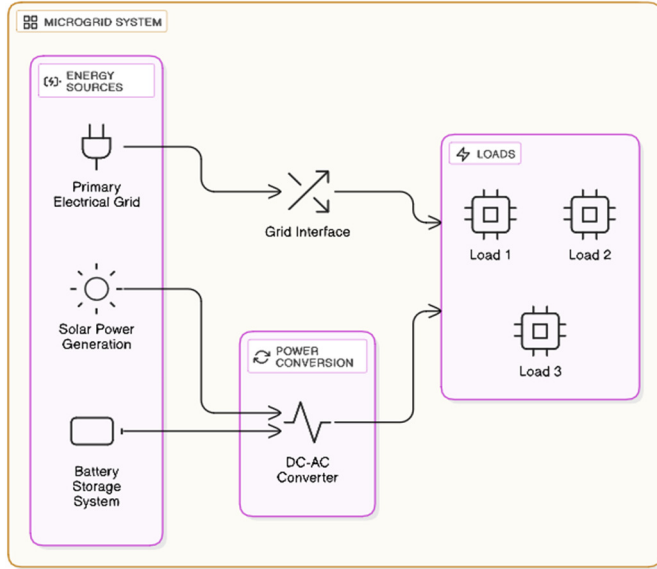 MICROGRID SYSTEM
ENERGY
SOURCES
Primary
Electrical Grid
Solar Power
Generation
Battery
Storage
System
Grid Interface
POWER
CONVERSION
DC-AC
Converter
LOADS
Load 1
Load 2
Load 3